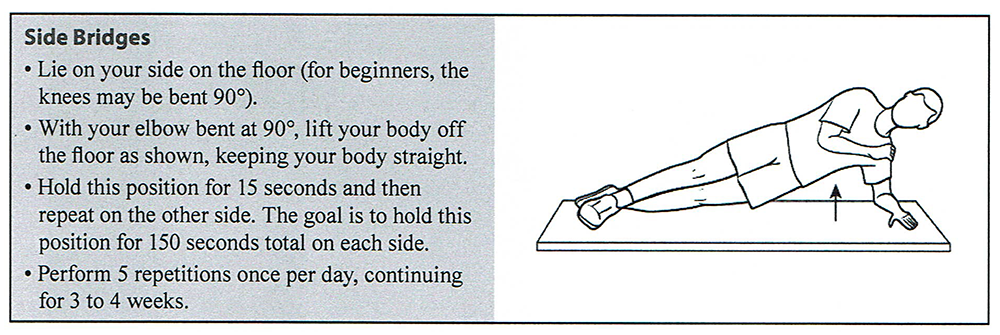 Side Bridges
• Lie on your side on the floor (for beginners, the
knees may be bent 90°).
• With your elbow bent at 90°, lift your body off
the floor as shown, keeping your body straight.
• Hold this position for 15 seconds and then
repeat on the other side. The goal is to hold this
position for 150 seconds total on each side.
• Perform 5 repetitions once per day, continuing
for 3 to 4 weeks.